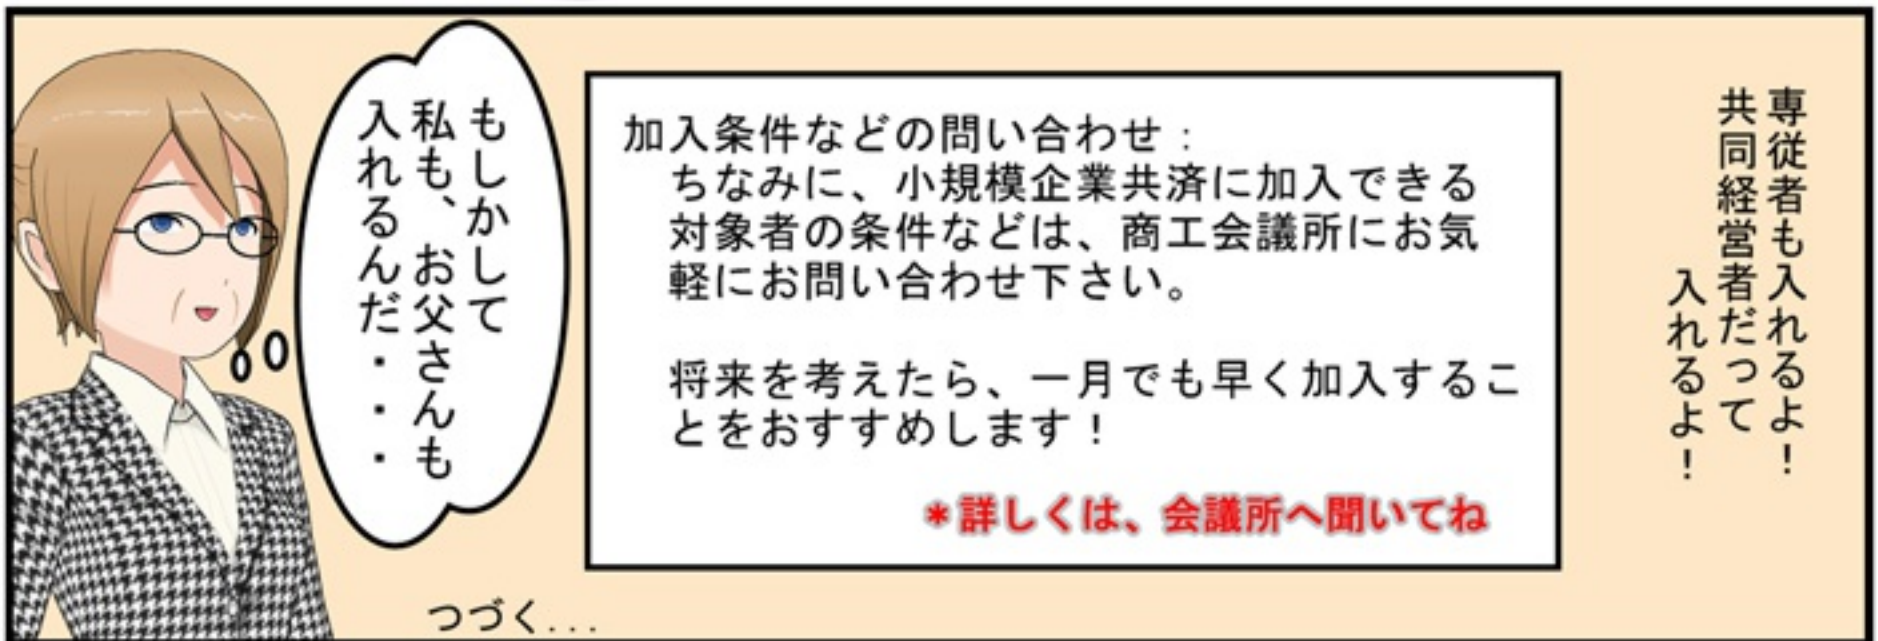 専従者も入れるよ！
共同経営者だって
入れるよ！
加入条件などの問い合わせ：
ちなみに、小規模企業共済に加入できる
対象者の条件などは、商工会議所にお気
軽にお問い合わせ下さい。
将来を考えたら、一月でも早く加入するこ
とをおすすめします！
＊詳しくは、会議所へ聞いてね
もしかして
私も、お父さんも
入れるんだ・・・
つづく...